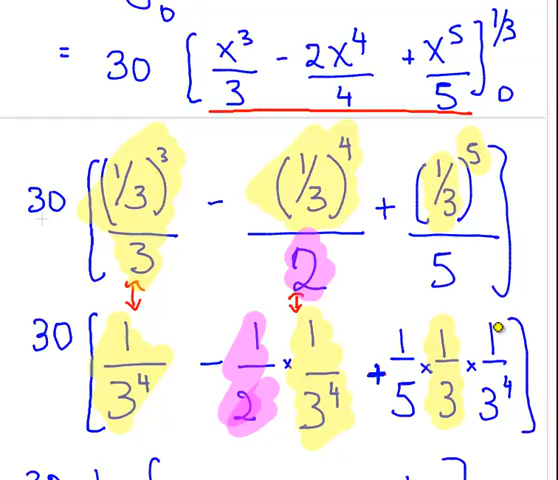 0
= 30 [ x³/3 - 2x⁴/4 + x⁵/5 ]₀^1/3
30 [ (1/3)³/3 - (1/3)⁴/2 + (1/3)⁵/5 ]
30 [ 1/3⁴ - 1/2 × 1/3⁴ + 1/5 × 1/3 × 1/3⁴ ]